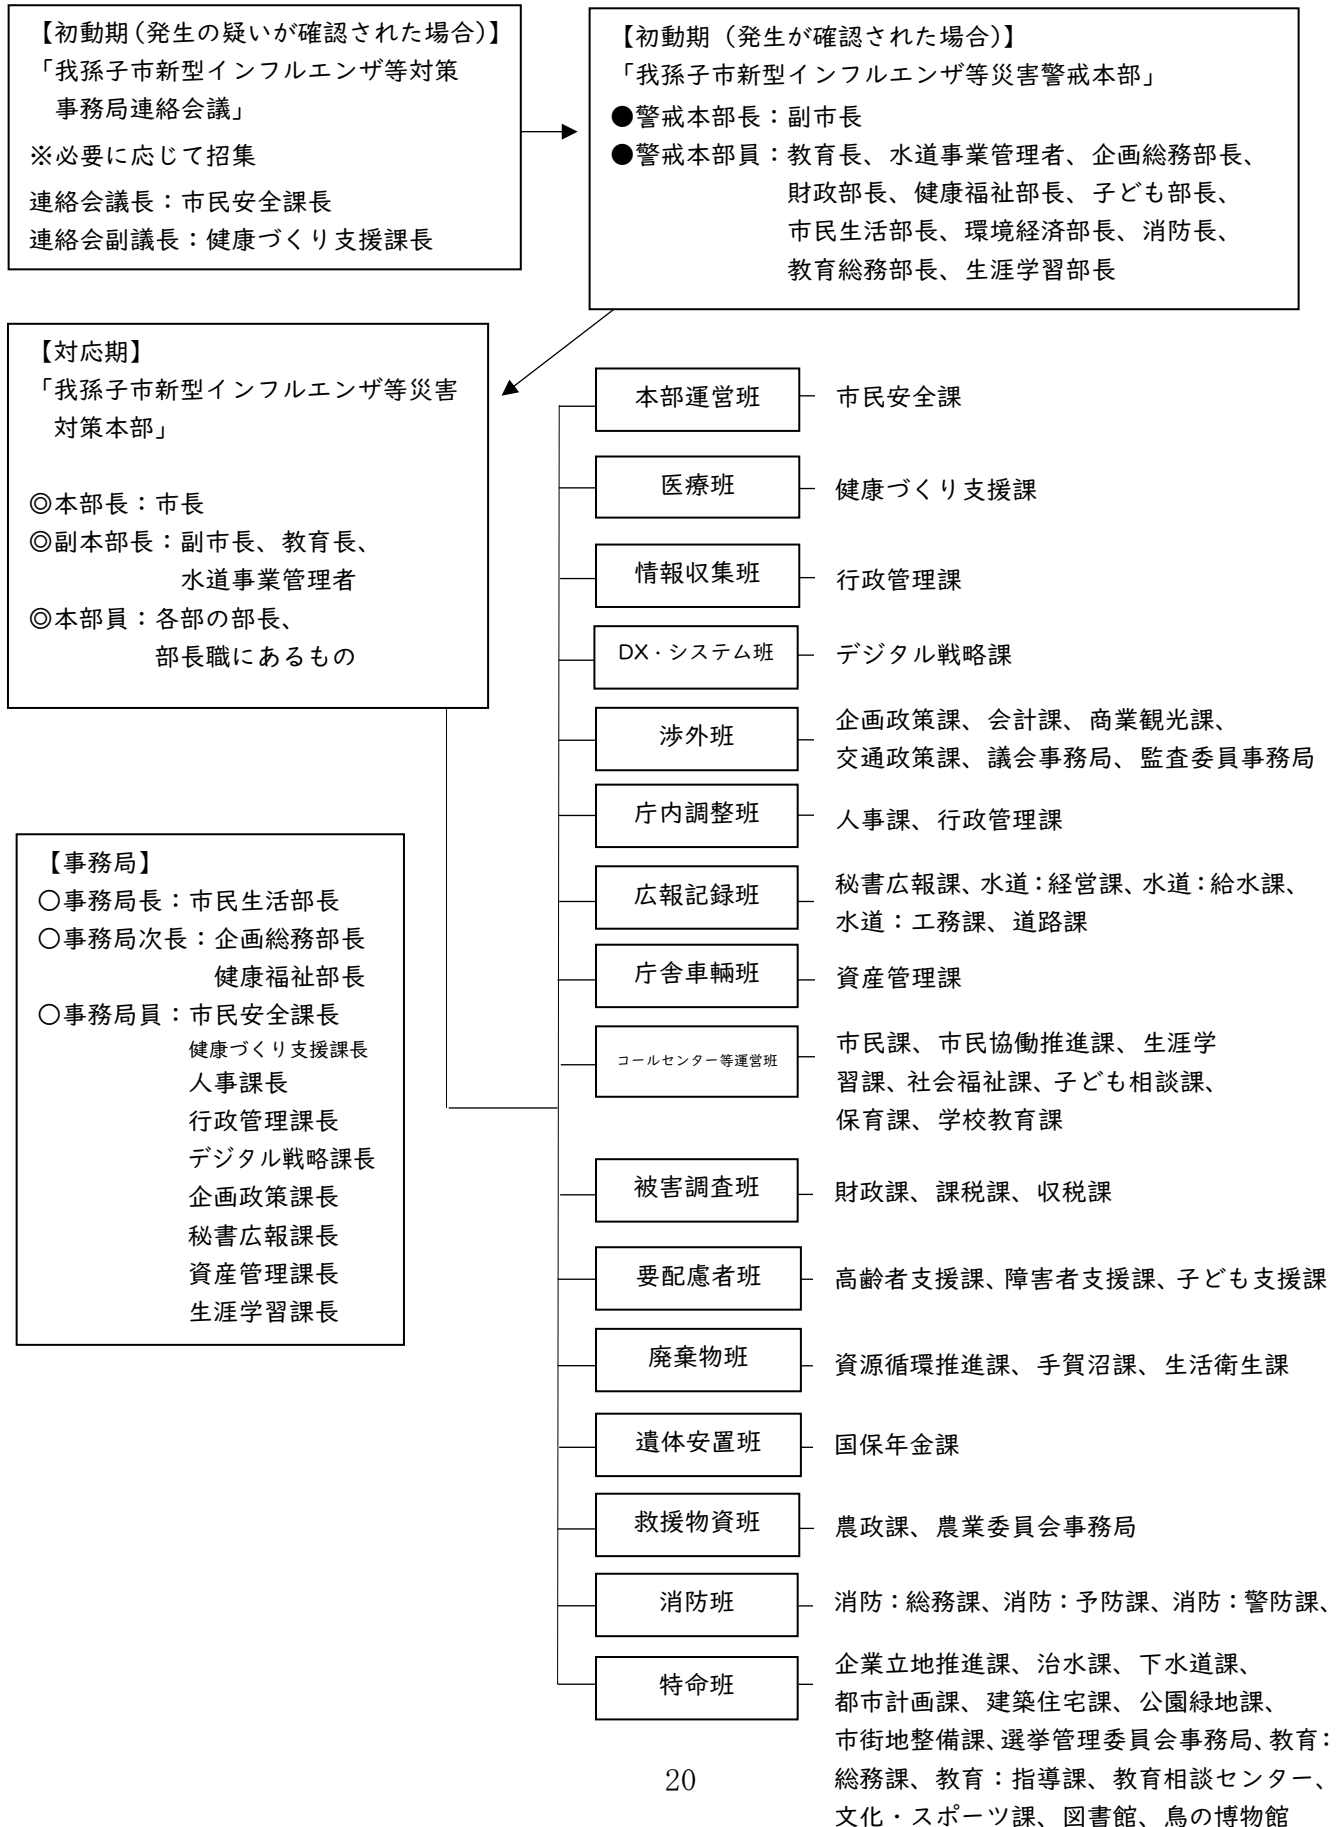 【初動期(発生の疑いが確認された場合)】
「我孫子市新型インフルエンザ等対策
事務局連絡会議」
※必要に応じて招集
連絡会議長：市民安全課長
連絡会副議長：健康づくり支援課長
【初動期（発生が確認された場合)】
「我孫子市新型インフルエンザ等災害警戒本部」
●警戒本部長：副市長
●警戒本部員：教育長、水道事業管理者、企画総務部長、
財政部長、健康福祉部長、子ども部長、
市民生活部長、環境経済部長、消防長、
教育総務部長、生涯学習部長
【対応期】
「我孫子市新型インフルエンザ等災害
対策本部」
◎本部長：市長
◎副本部長：副市長、教育長、
水道事業管理者
◎本部員：各部の部長、
部長職にあるもの
【事務局】
○事務局長：市民生活部長
○事務局次長：企画総務部長
健康福祉部長
○事務局員：市民安全課長
健康づくり支援課長
人事課長
行政管理課長
デジタル戦略課長
企画政策課長
秘書広報課長
資産管理課長
生涯学習課長
本部運営班
市民安全課
医療班
健康づくり支援課
情報収集班
行政管理課
DX・システム班
デジタル戦略課
渉外班
企画政策課、会計課、商業観光課、
交通政策課、議会事務局、監査委員事務局
庁内調整班
人事課、行政管理課
広報記録班
秘書広報課、水道：経営課、水道：給水課、
水道：工務課、道路課
庁舎車輌班
資産管理課
コールセンター等運営班
市民課、市民協働推進課、生涯学
習課、社会福祉課、子ども相談課、
保育課、学校教育課
被害調査班
財政課、課税課、収税課
要配慮者班
高齢者支援課、障害者支援課、子ども支援課
廃棄物班
資源循環推進課、手賀沼課、生活衛生課
遺体安置班
国保年金課
救援物資班
農政課、農業委員会事務局
消防班
消防：総務課、消防：予防課、消防：警防課、
特命班
企業立地推進課、治水課、下水道課、
都市計画課、建築住宅課、公園緑地課、
市街地整備課、選挙管理委員会事務局、教育：
総務課、教育：指導課、教育相談センター、
文化・スポーツ課、図書館、鳥の博物館
20